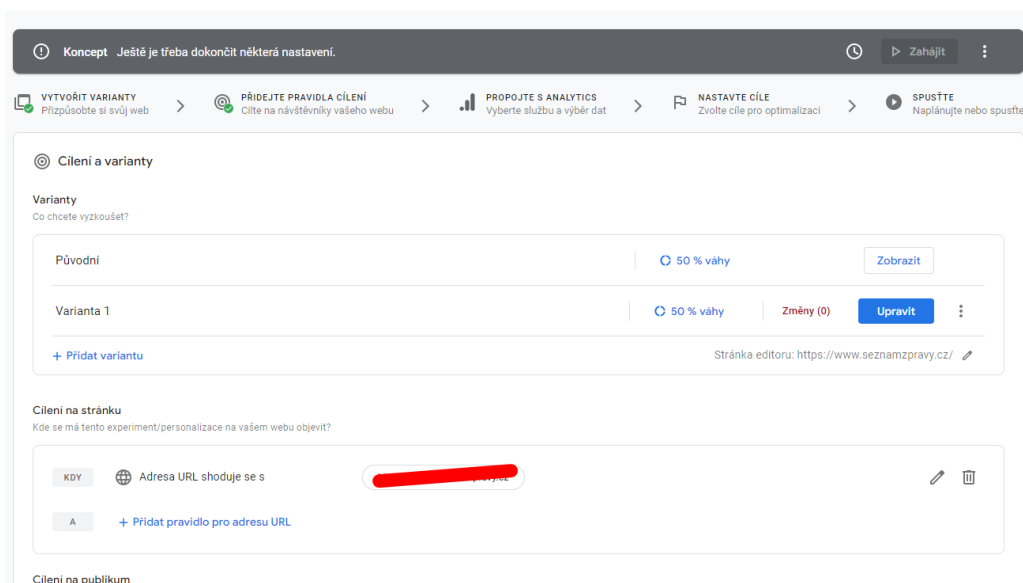 Koncept Ještě je třeba dokončit některá nastavení. Zahájit
VYTVOŘIT VARIANTY
Přizpůsobte si svůj web
PŘIDEJTE PRAVIDLA CÍLENÍ
Cilte na návštěvníky vašeho webu
PROPOJTE S ANALYTICS
Vyberte službu a výběr dat
NASTAVTE CÍLE
Zvolte cíle pro optimalizaci
SPUSŤTE
Naplánujte nebo spusťte
Cílení a varianty
Varianty
Co chcete vyzkoušet?
Původní 50 % váhy Zobrazit
Varianta 1 50 % váhy Změny (0) Upravit
+ Přidat variantu Stránka editoru: https://www.seznamzpravy.cz/
Cílení na stránku
Kde se má tento experiment/personalizace na vašem webu objevit?
KDY Adresa URL shoduje se s
A + Přidat pravidlo pro adresu URL
Cílení na publikum